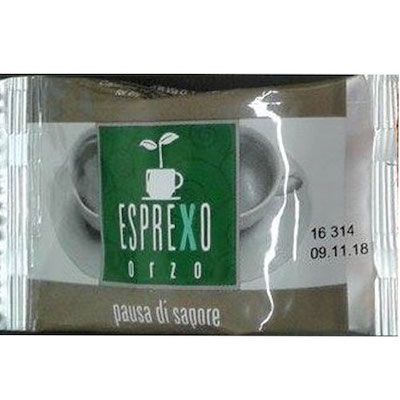 ESPREXO
orzo
pausa di sapore
16 314
09.11.18